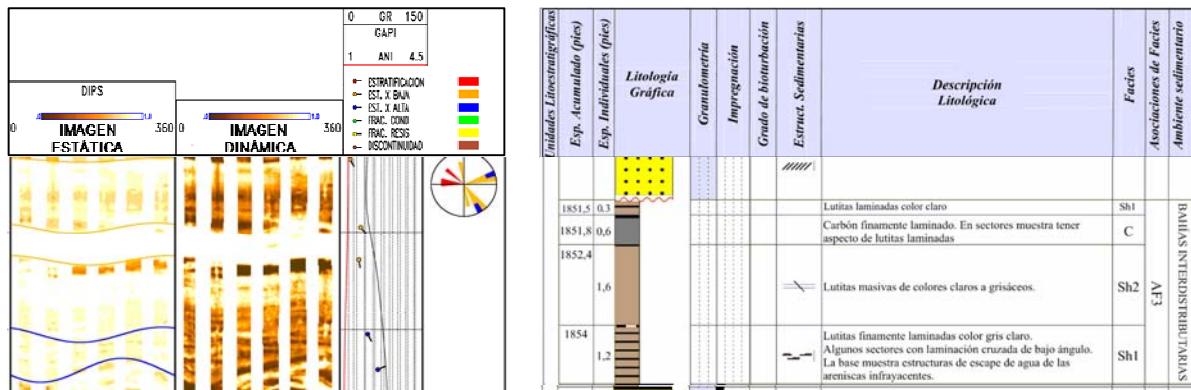 0 GR 150
GAPI
1 ANI 4.5
DIPS
0 360
IMAGEN
ESTÁTICA
.0 1.0
0 360
IMAGEN
DINÁMICA
ESTRATIFICACION
EST. X BAJA
EST. X ALTA
FRAC. COND
FRAC. RESIS
DISCONTINUIDAD
Unidades Litoestratigráficas
Esp. Acumulado (pies)
Esp. Individuales (pies)
Litología
Gráfica
Granulometría
Impregnación
Grado de bioturbación
Estruct. Sedimentarias
Descripción
Litológica
Facies
Asociaciones de Facies
Ambiente sedimentario
1851,5 0,3 Lutitas laminadas color claro Sh1
1851,8 0,6 Carbón finamente laminado. En sectores muestra tener
aspecto de lutitas laminadas C
1852,4
1,6 Lutitas masivas de colores claros a grisáceos. Sh2
1854
1,2 Lutitas finamente laminadas color gris claro.
Algunos sectores con laminación cruzada de bajo ángulo.
La base muestra estructuras de escape de agua de las
areniscas infrayacentes. Sh1
AF3
BAHÍAS INTERDISTRIBUTARIAS